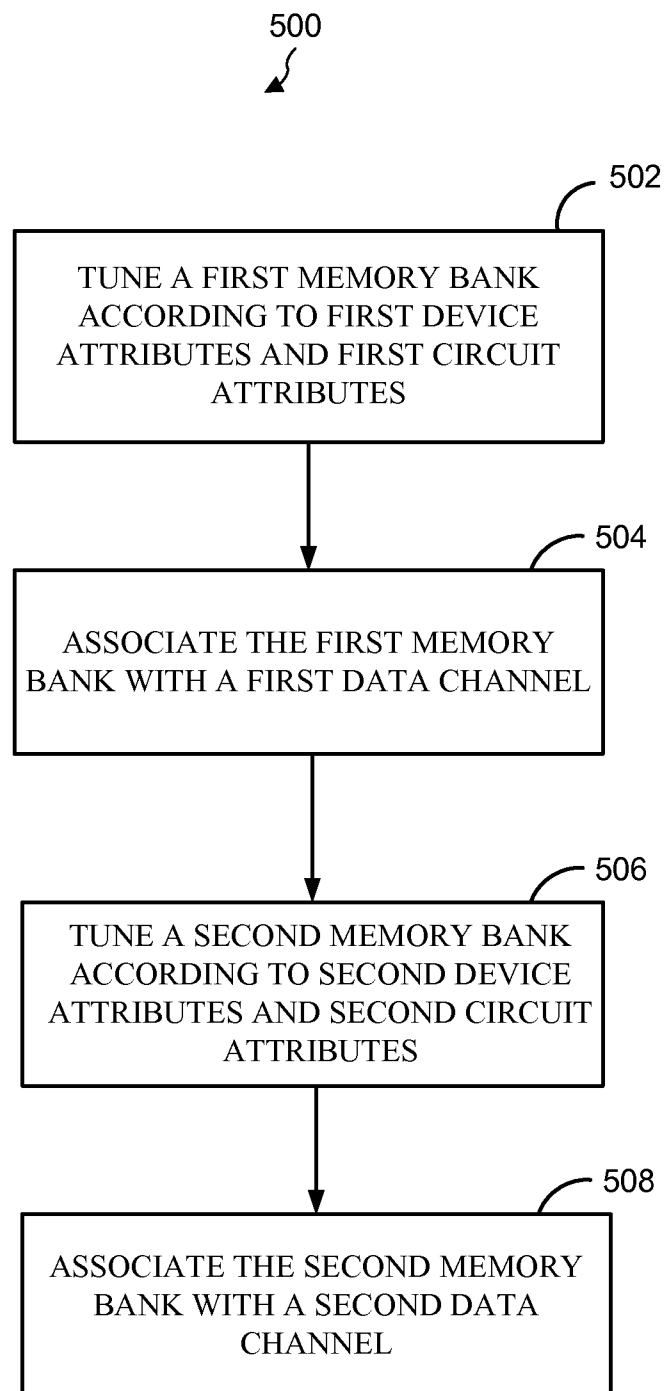 500
502
TUNE A FIRST MEMORY BANK
ACCORDING TO FIRST DEVICE
ATTRIBUTES AND FIRST CIRCUIT
ATTRIBUTES
504
ASSOCIATE THE FIRST MEMORY
BANK WITH A FIRST DATA CHANNEL
506
TUNE A SECOND MEMORY BANK
ACCORDING TO SECOND DEVICE
ATTRIBUTES AND SECOND CIRCUIT
ATTRIBUTES
508
ASSOCIATE THE SECOND MEMORY
BANK WITH A SECOND DATA
CHANNEL